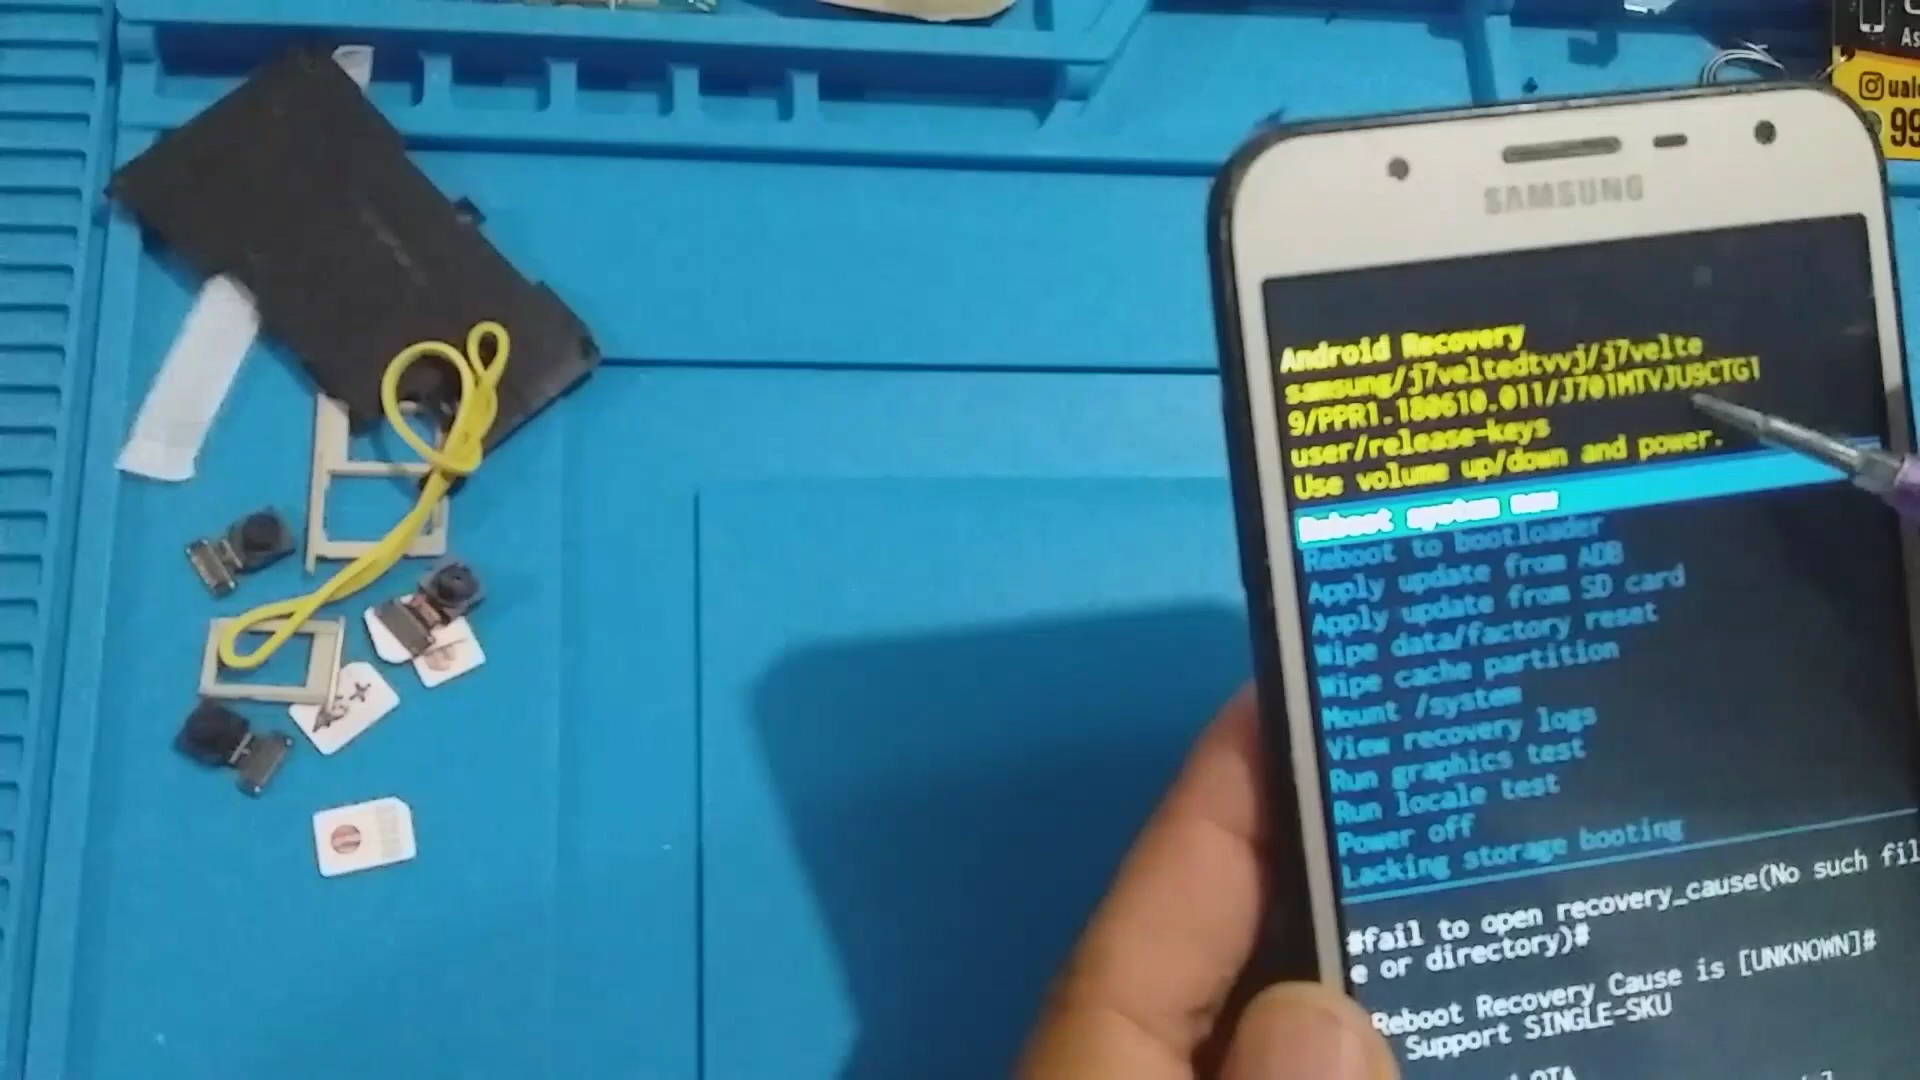 SAMSUNG
Android Recovery
samsung/j7veltedtvvj/j7velte
9/PPR1.180610.011/J701MTVJU9CTG1
user/release-keys
Use volume up/down and power.
Reboot system now
Reboot to bootloader
Apply update from ADB
Apply update from SD card
Wipe data/factory reset
Wipe cache partition
Mount /system
View recovery logs
Run graphics test
Run locale test
Power off
Lacking storage booting
#fail to open recovery_cause(No such fil
e or directory)#
Reboot Recovery Cause is [UNKNOWN]#
Support SINGLE-SKU
OTA
As
99